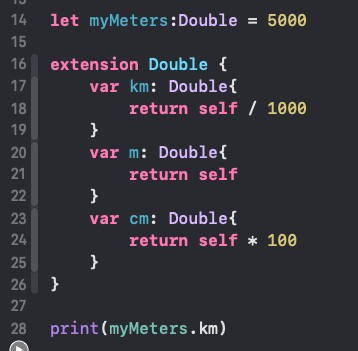 14 let myMeters:Double = 5000
15
16 extension Double {
17     var km: Double{
18         return self / 1000
19     }
20     var m: Double{
21         return self
22     }
23     var cm: Double{
24         return self * 100
25     }
26 }
27
28 print(myMeters.km)